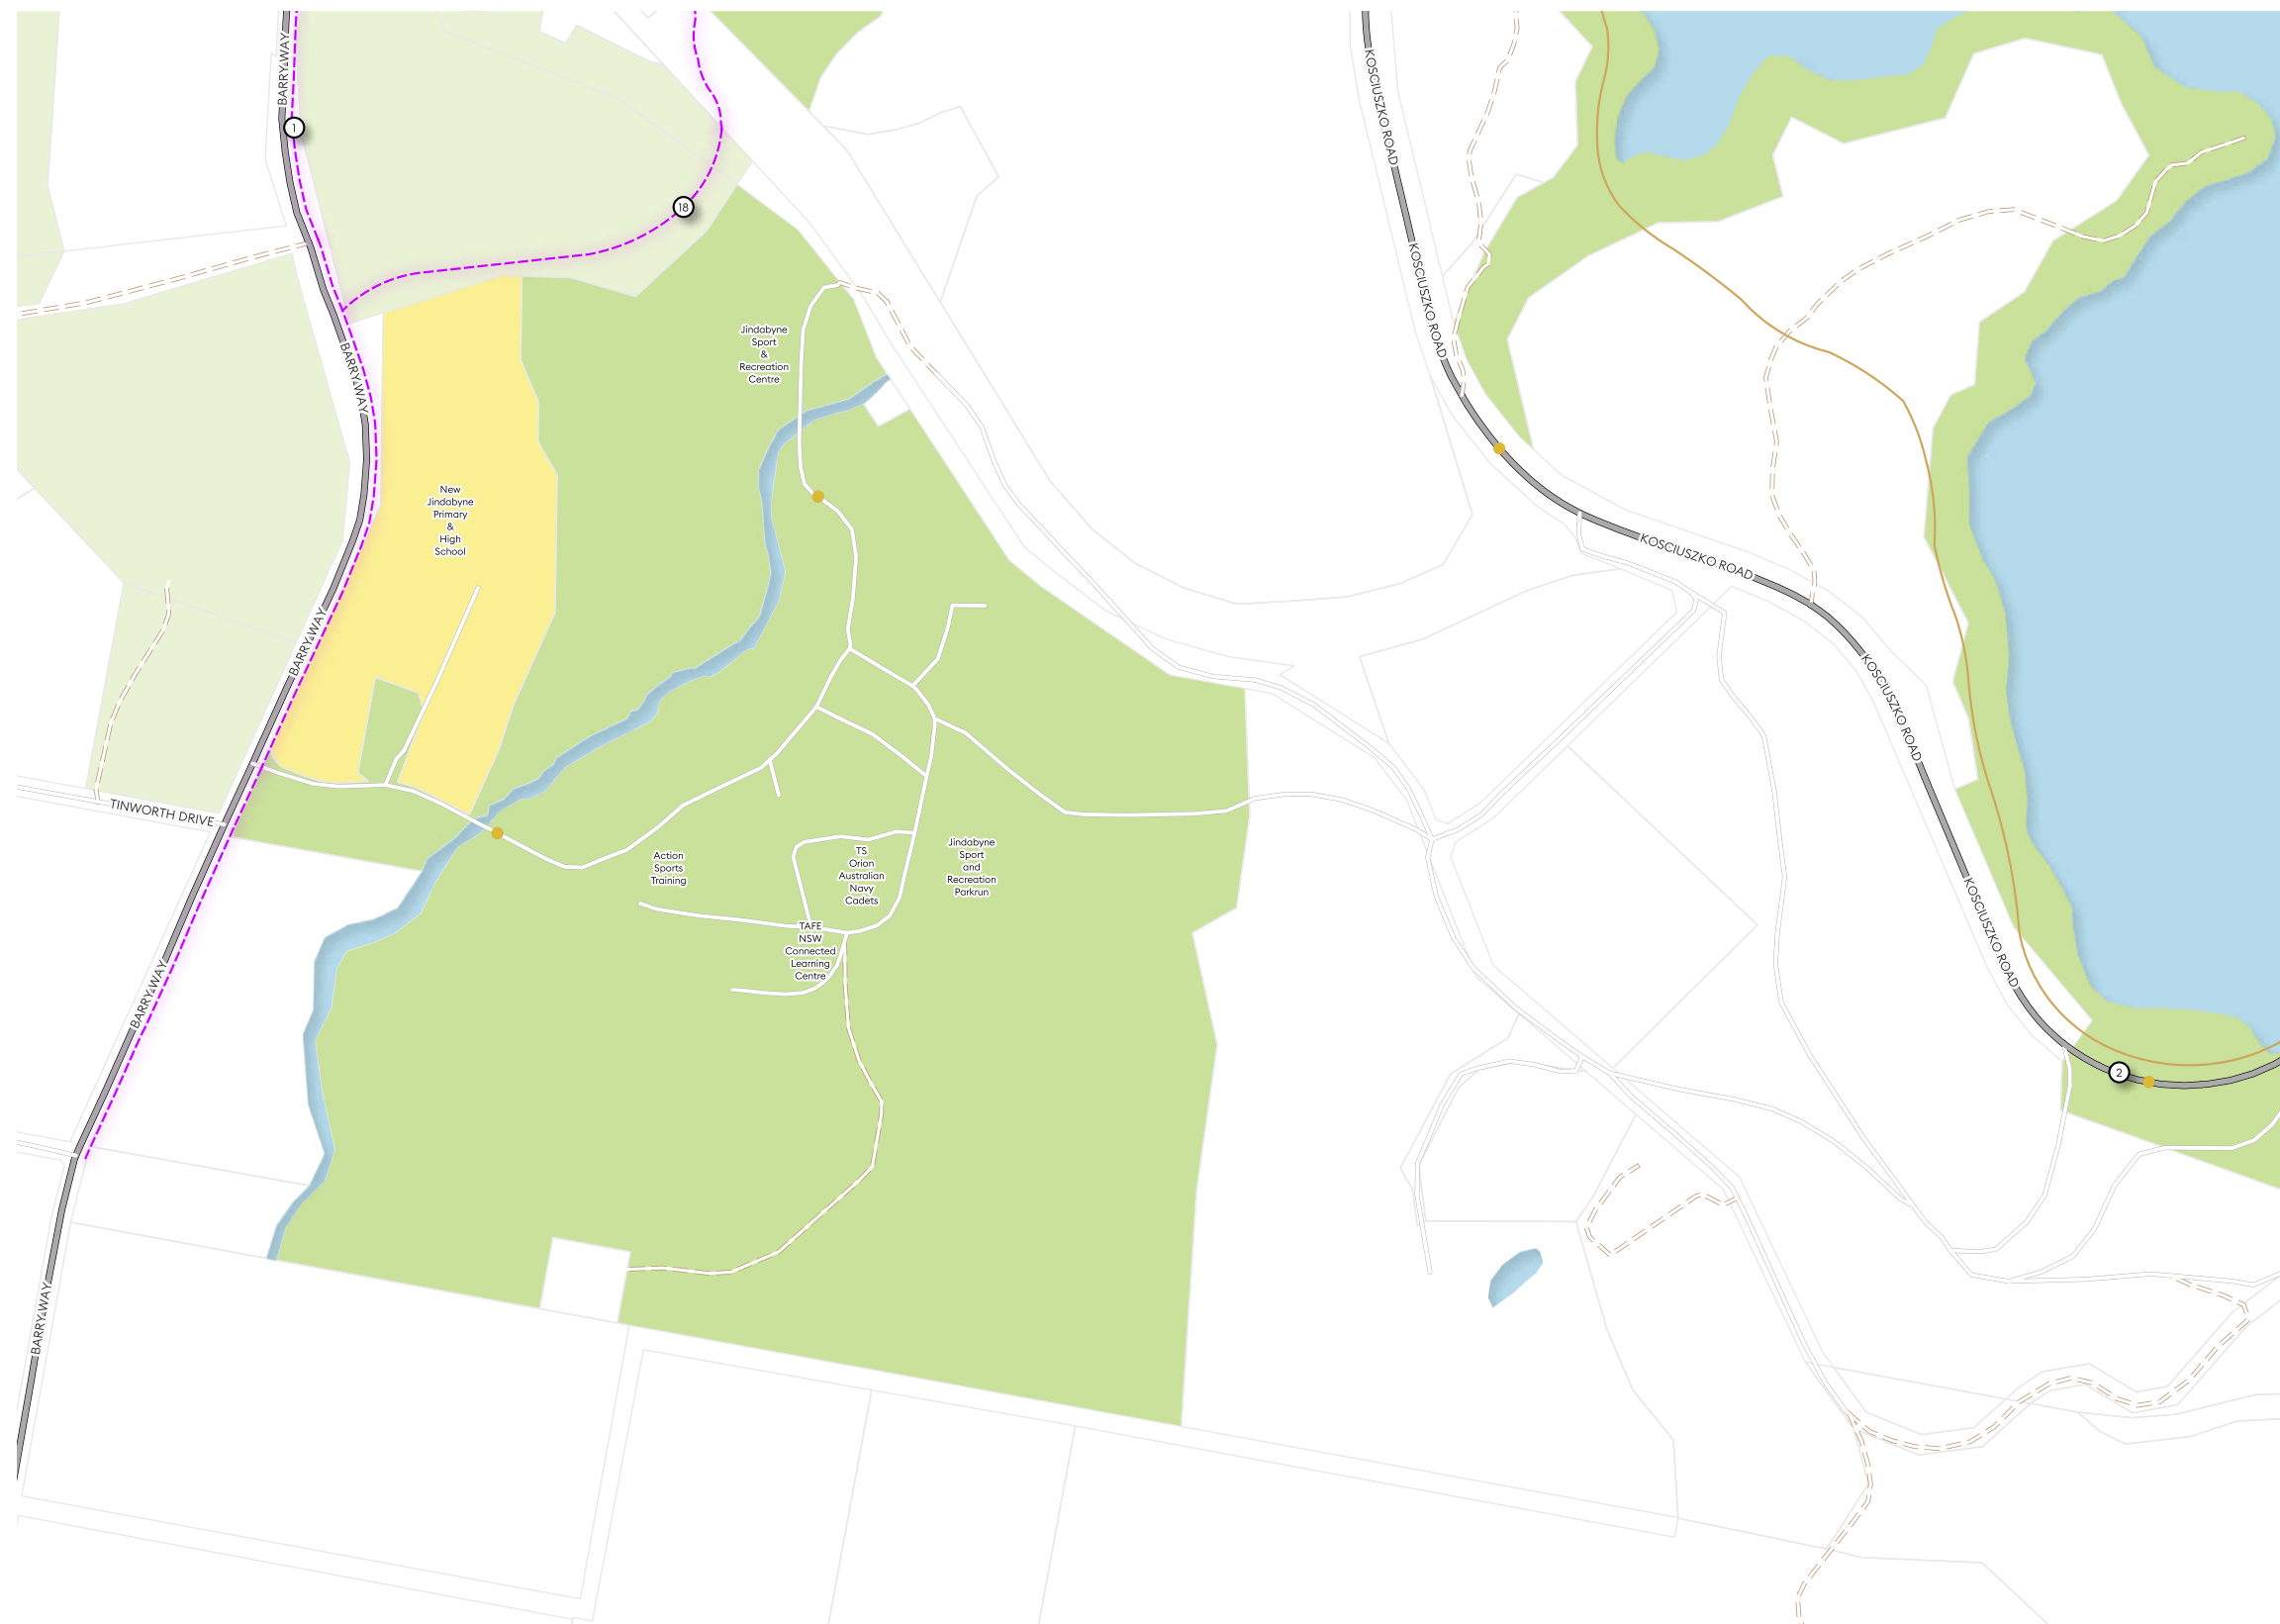 BARRY WAY
1
18
KOSCIUSZKO ROAD
KOSCIUSZKO ROAD
BARRY WAY
Jindabyne
Sport
&
Recreation
Centre
New
Jindabyne
Primary
&
High
School
KOSCIUSZKO ROAD
BARRY WAY
KOSCIUSZKO ROAD
TINWORTH DRIVE
Action
Sports
Training
TS
Orion
Australian
Navy
Cadets
Jindabyne
Sport
and
Recreation
Parkrun
KOSCIUSZKO ROAD
TAFE
NSW
Connected
Learning
Centre
BARRY WAY
2
BARRY WAY